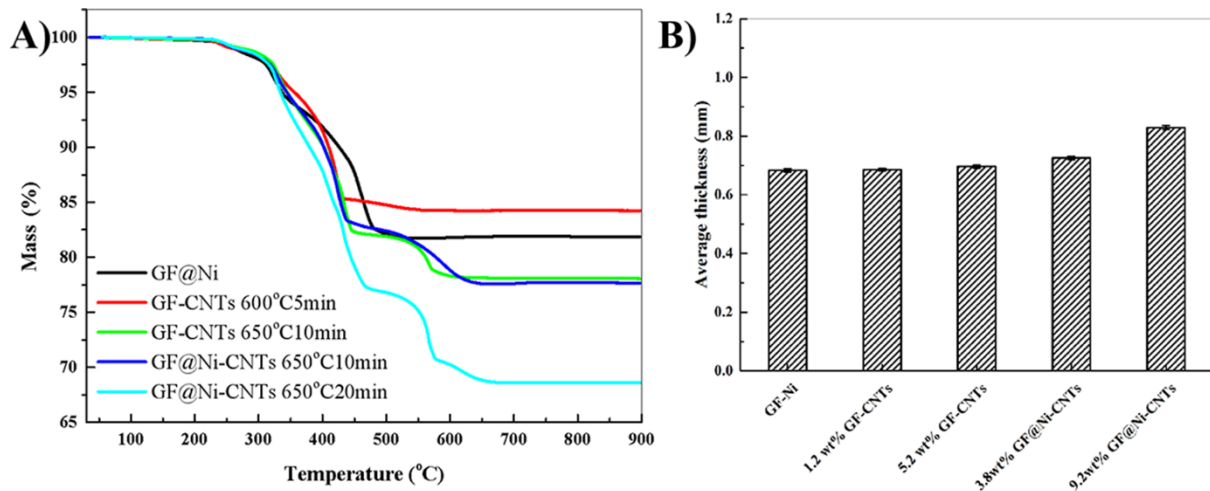 A)
100
95
90
85
80
75
70
65
Mass (%)
GF@Ni
GF-CNTs 600°C5min
GF-CNTs 650°C10min
GF@Ni-CNTs 650°C10min
GF@Ni-CNTs 650°C20min
100 200 300 400 500 600 700 800 900
Temperature (°C)
B)
1.2
1.0
0.8
0.6
0.4
0.2
0.0
Average thickness (mm)
GF-Ni
1.2 wt% GF-CNTs
5.2 wt% GF-CNTs
3.8wt% GF@Ni-CNTs
9.2wt% GF@Ni-CNTs